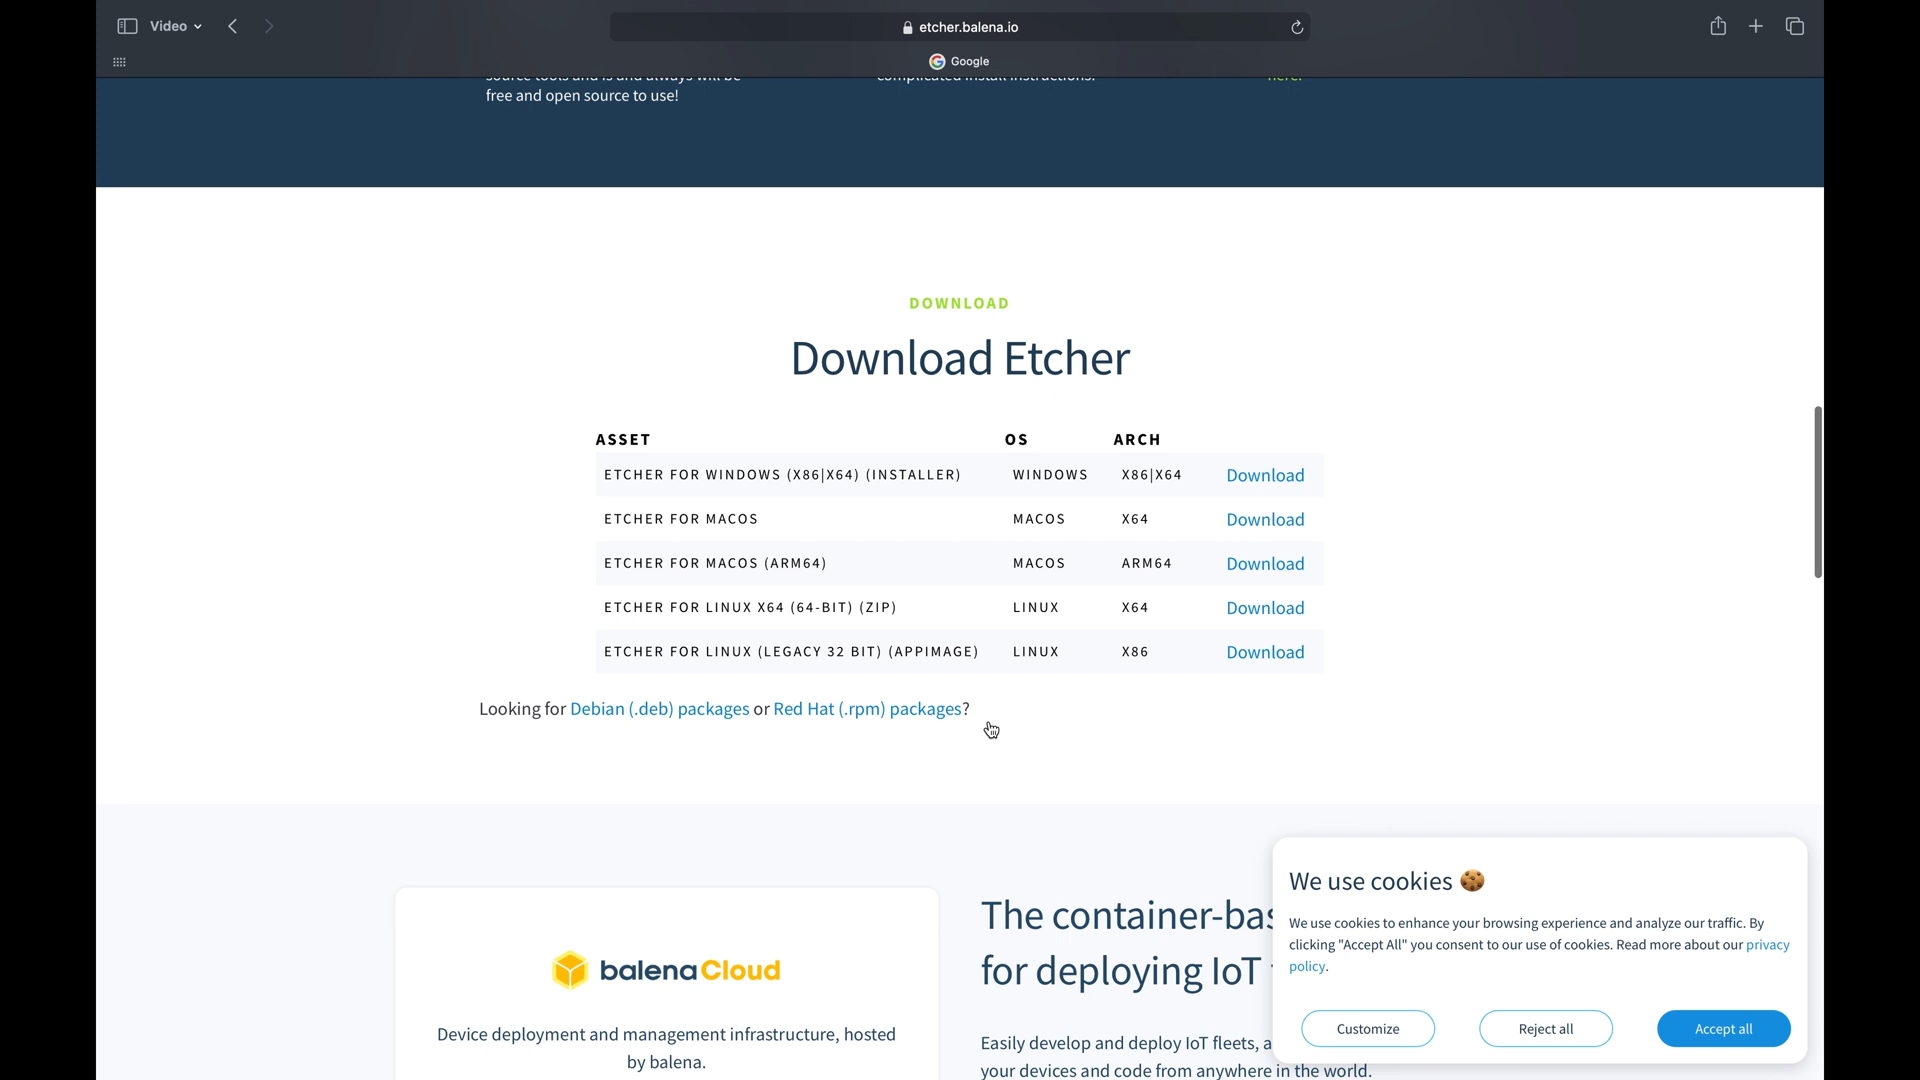 Video
etcher.balena.io
Google
free and open source to use!
DOWNLOAD
Download Etcher
ASSET OS ARCH
ETCHER FOR WINDOWS (X86|X64) (INSTALLER) WINDOWS X86|X64 Download
ETCHER FOR MACOS MACOS X64 Download
ETCHER FOR MACOS (ARM64) MACOS ARM64 Download
ETCHER FOR LINUX X64 (64-BIT) (ZIP) LINUX X64 Download
ETCHER FOR LINUX (LEGACY 32 BIT) (APPIMAGE) LINUX X86 Download
Looking for Debian (.deb) packages or Red Hat (.rpm) packages?
balenaCloud
Device deployment and management infrastructure, hosted
by balena.
The container-bas
for deploying IoT
Easily develop and deploy IoT fleets, a
your devices and code from anywhere in the world.
We use cookies
We use cookies to enhance your browsing experience and analyze our traffic. By
clicking "Accept All" you consent to our use of cookies. Read more about our privacy
policy.
Customize
Reject all
Accept all